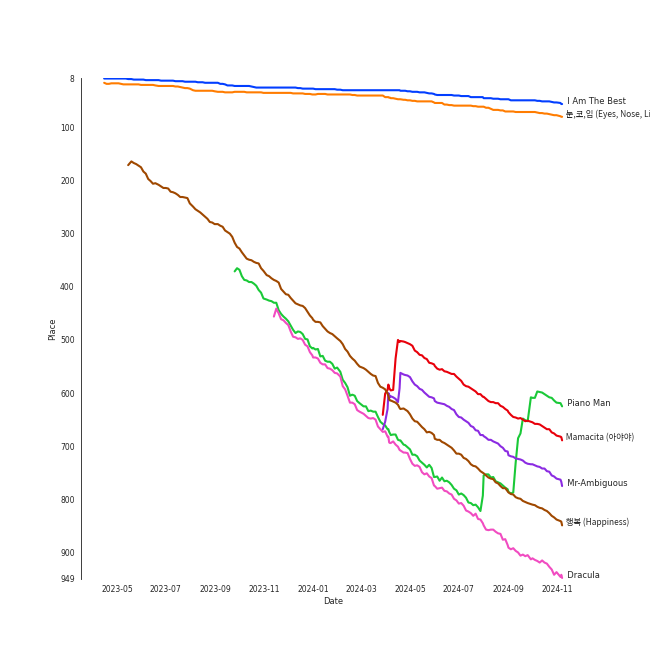 8
100
200
300
400
500
600
700
800
900
949
Place
2023-05
2023-07
2023-09
2023-11
2024-01
2024-03
2024-05
2024-07
2024-09
2024-11
Date
I Am The Best
눈,코,입 (Eyes, Nose, Li
Piano Man
Mamacita (아야야)
Mr-Ambiguous
행복 (Happiness)
Dracula